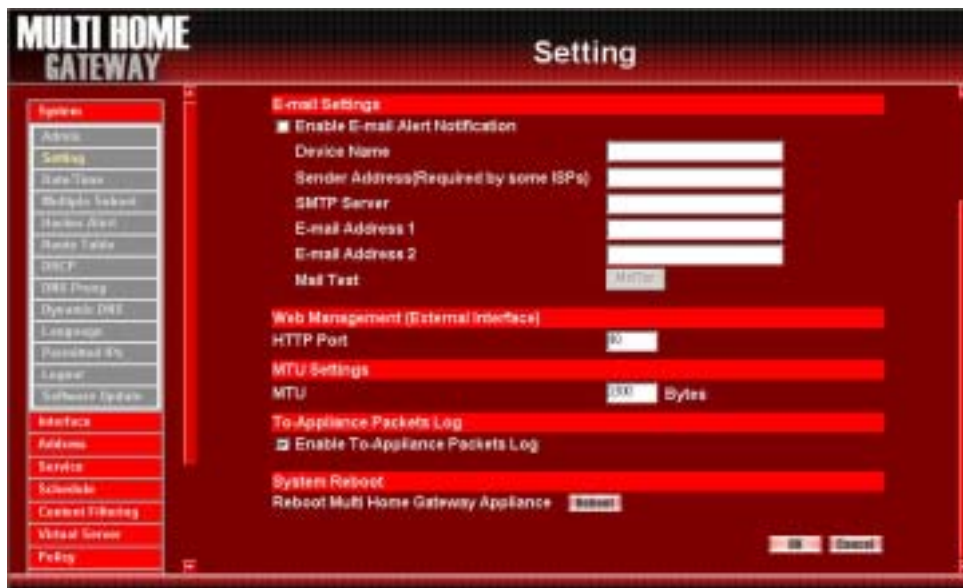 MULTI HOME
GATEWAY
Setting
System
Admin
Setting
Date/Time
Multiple Subnet
Hacker Alert
Route Table
DHCP
DNS Proxy
Dynamic DNS
Language
Permitted IPs
Logout
Software Update
Interface
Address
Service
Schedule
Content Filtering
Virtual Server
Policy
E-mail Settings
Enable E-mail Alert Notification
Device Name
Sender Address(Required by some ISPs)
SMTP Server
E-mail Address 1
E-mail Address 2
Mail Test
Web Management (External Interface)
HTTP Port 80
MTU Settings
MTU Bytes
To-Appliance Packets Log
Enable To-Appliance Packets Log
System Reboot
Reboot Multi Home Gateway Appliance Reboot
OK Cancel